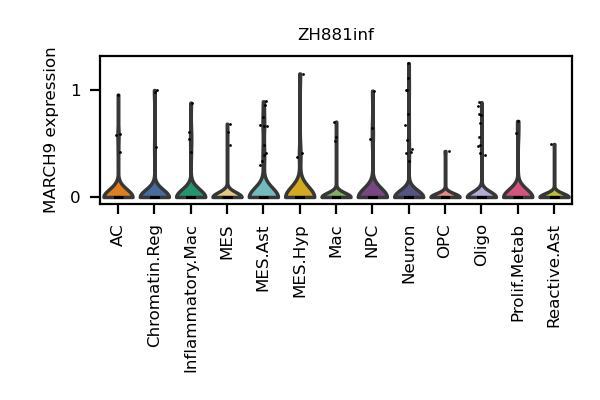 ZH881inf
MARCH9 expression
1
0
AC
Chromatin.Reg
Inflammatory.Mac
MES
MES.Ast
MES.Hyp
Mac
NPC
Neuron
OPC
Oligo
Prolif.Metab
Reactive.Ast